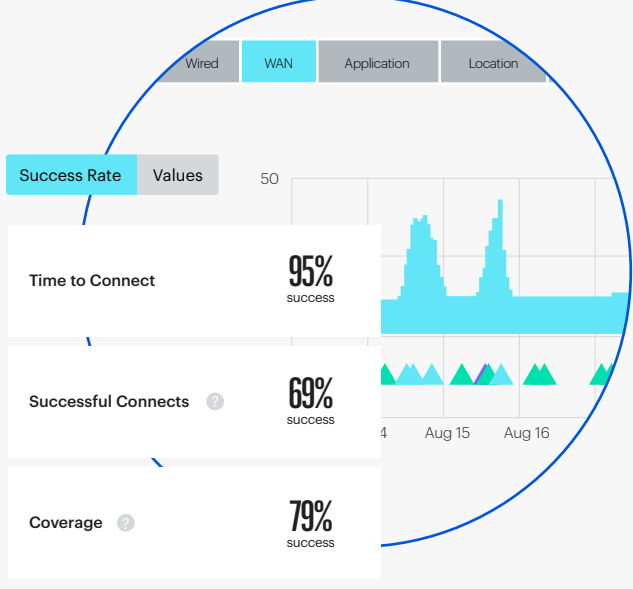 Wired WAN Application Location
Success Rate Values
50
Time to Connect 95% success
Successful Connects ? 69% success
4 Aug 15 Aug 16
Coverage ? 79% success